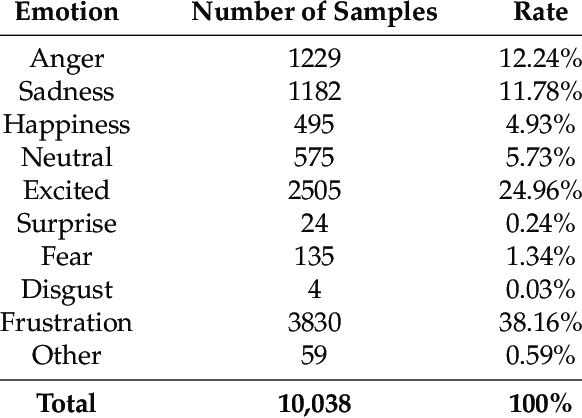 Emotion Number of Samples Rate
Anger 1229 12.24%
Sadness 1182 11.78%
Happiness 495 4.93%
Neutral 575 5.73%
Excited 2505 24.96%
Surprise 24 0.24%
Fear 135 1.34%
Disgust 4 0.03%
Frustration 3830 38.16%
Other 59 0.59%
Total 10,038 100%